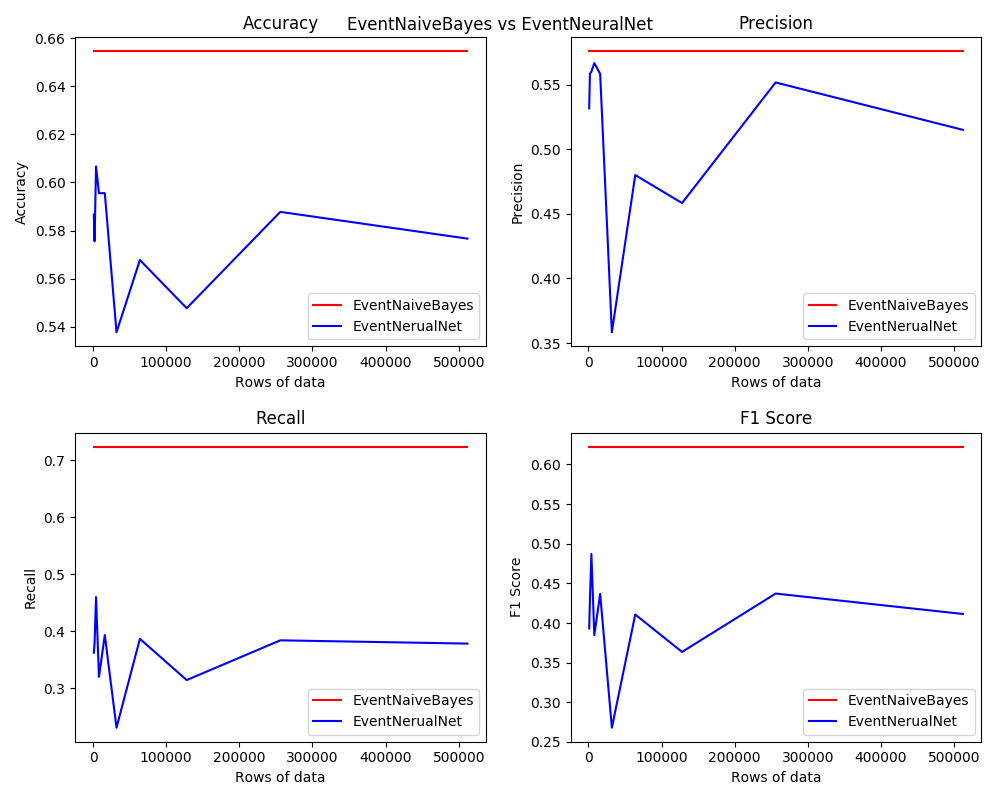 EventNaiveBayes vs EventNeuralNet
Accuracy
0.66
0.64
0.62
0.60
0.58
0.56
0.54
Accuracy
EventNaiveBayes
EventNerualNet
0 100000 200000 300000 400000 500000
Rows of data
Precision
0.55
0.50
0.45
0.40
0.35
Precision
EventNaiveBayes
EventNerualNet
0 100000 200000 300000 400000 500000
Rows of data
Recall
0.7
0.6
0.5
0.4
0.3
Recall
EventNaiveBayes
EventNerualNet
0 100000 200000 300000 400000 500000
Rows of data
F1 Score
0.60
0.55
0.50
0.45
0.40
0.35
0.30
0.25
F1 Score
EventNaiveBayes
EventNerualNet
0 100000 200000 300000 400000 500000
Rows of data